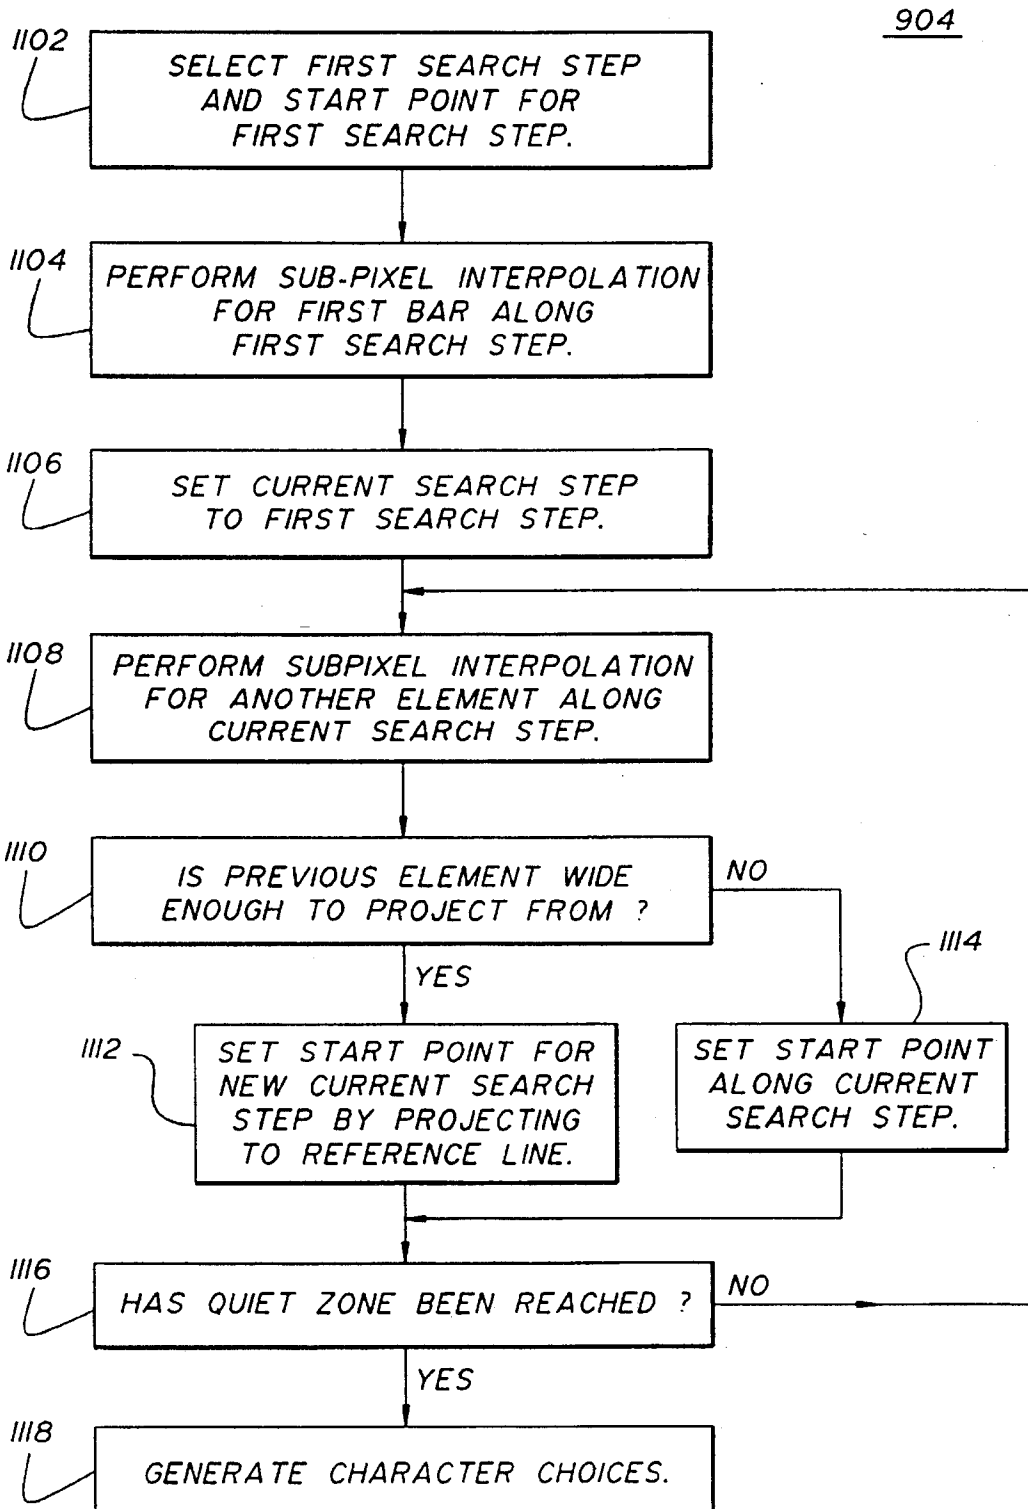 904
1102
SELECT FIRST SEARCH STEP
AND START POINT FOR
FIRST SEARCH STEP.
1104
PERFORM SUB-PIXEL INTERPOLATION
FOR FIRST BAR ALONG
FIRST SEARCH STEP.
1106
SET CURRENT SEARCH STEP
TO FIRST SEARCH STEP.
1108
PERFORM SUBPIXEL INTERPOLATION
FOR ANOTHER ELEMENT ALONG
CURRENT SEARCH STEP.
1110
IS PREVIOUS ELEMENT WIDE
ENOUGH TO PROJECT FROM ?
NO
YES
1112
SET START POINT FOR
NEW CURRENT SEARCH
STEP BY PROJECTING
TO REFERENCE LINE.
1114
SET START POINT
ALONG CURRENT
SEARCH STEP.
1116
HAS QUIET ZONE BEEN REACHED ?
NO
YES
1118
GENERATE CHARACTER CHOICES.